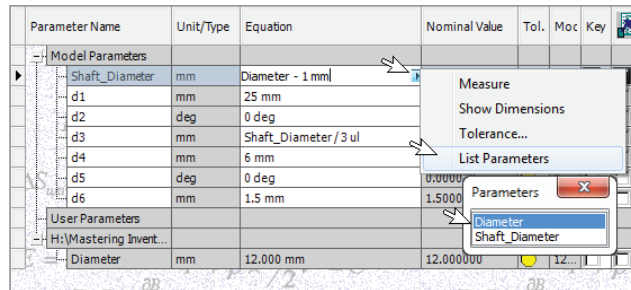 Parameter Name Unit/Type Equation Nominal Value Tol. Key
Model Parameters
Shaft_Diameter mm Diameter - 1 mm
d1 mm 25 mm
d2 deg 0 deg
d3 mm Shaft_Diameter / 3 ul
d4 mm 6 mm
d5 deg 0 deg
d6 mm 1.5 mm
User Parameters
H:\Mastering Invent...
Diameter mm 12.000 mm 12.000000 12...
Measure
Show Dimensions
Tolerance...
List Parameters
Parameters
Diameter
Shaft_Diameter